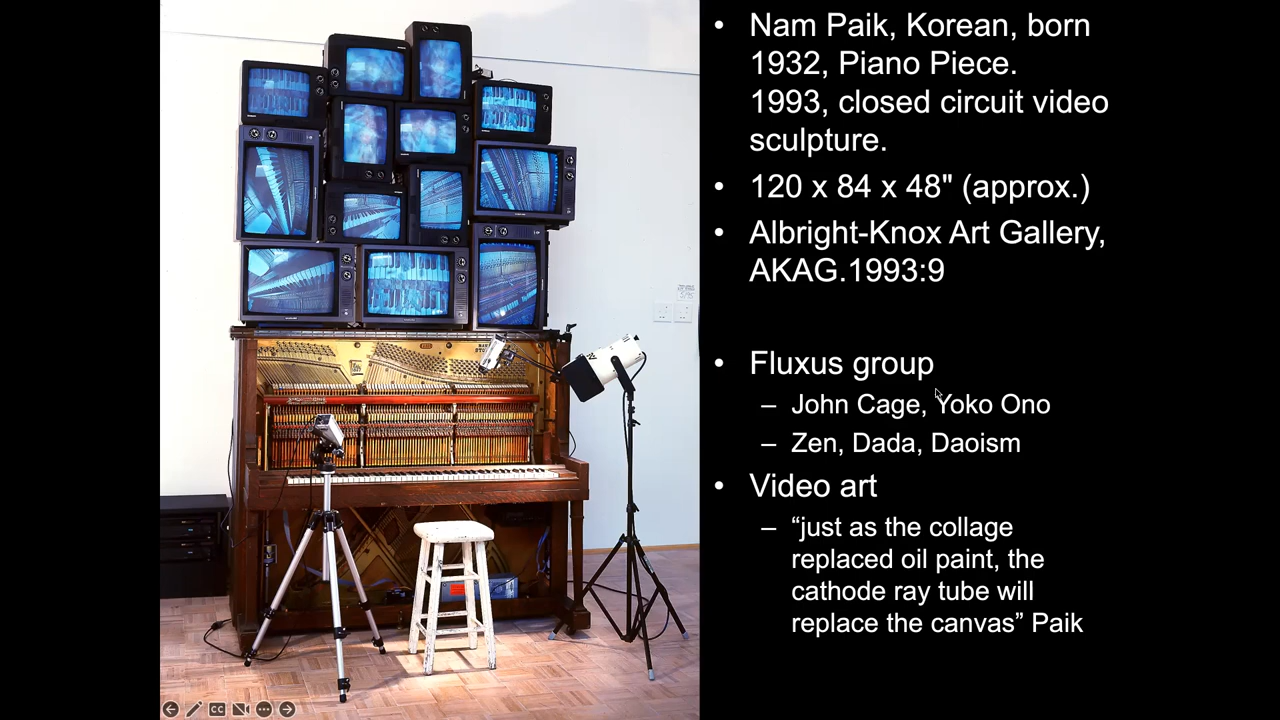 • Nam Paik, Korean, born
1932, Piano Piece.
1993, closed circuit video
sculpture.
• 120 x 84 x 48" (approx.)
• Albright-Knox Art Gallery,
AKAG.1993:9
• Fluxus group
– John Cage, Yoko Ono
– Zen, Dada, Daoism
• Video art
– “just as the collage
replaced oil paint, the
cathode ray tube will
replace the canvas” Paik
CC